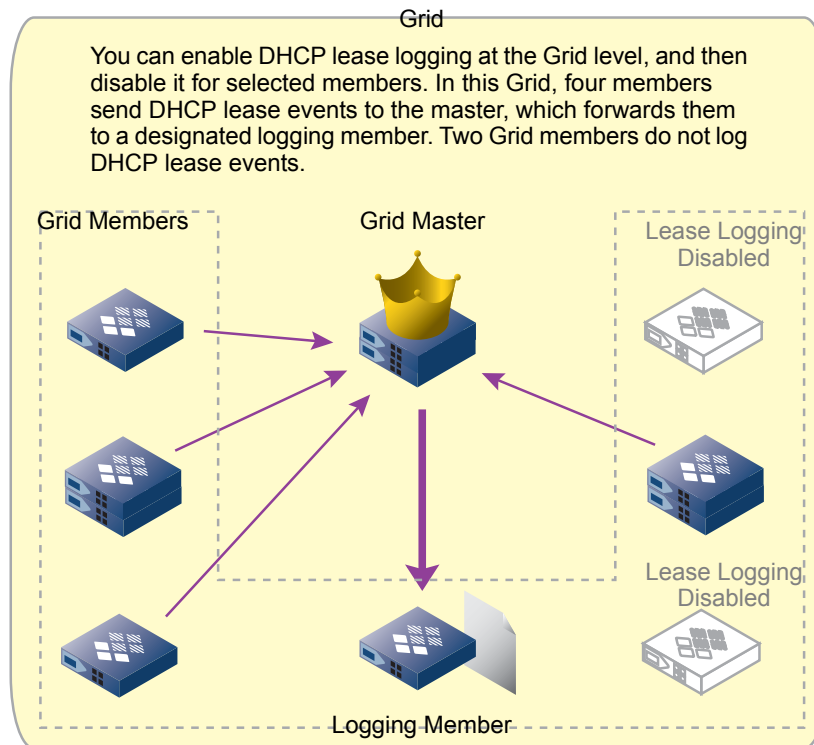 Grid
You can enable DHCP lease logging at the Grid level, and then
disable it for selected members. In this Grid, four members
send DHCP lease events to the master, which forwards them
to a designated logging member. Two Grid members do not log
DHCP lease events.
Grid Members
Grid Master
Lease Logging
Disabled
Lease Logging
Disabled
Logging Member